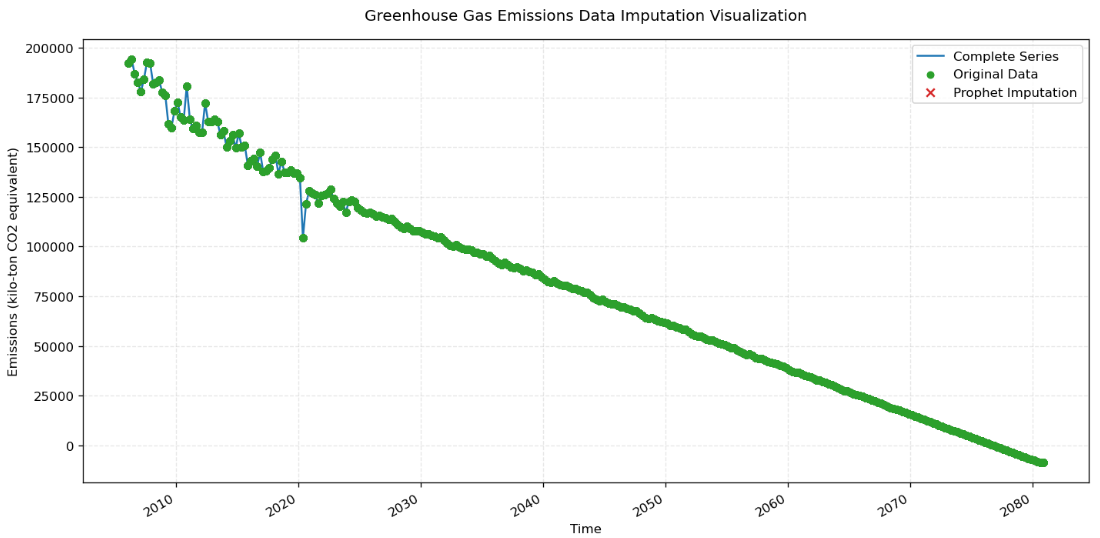 Greenhouse Gas Emissions Data Imputation Visualization
Complete Series
Original Data
Prophet Imputation
Emissions (kilo-ton CO2 equivalent)
200000
175000
150000
125000
100000
75000
50000
25000
0
2010
2020
2030
2040
2050
2060
2070
2080
Time